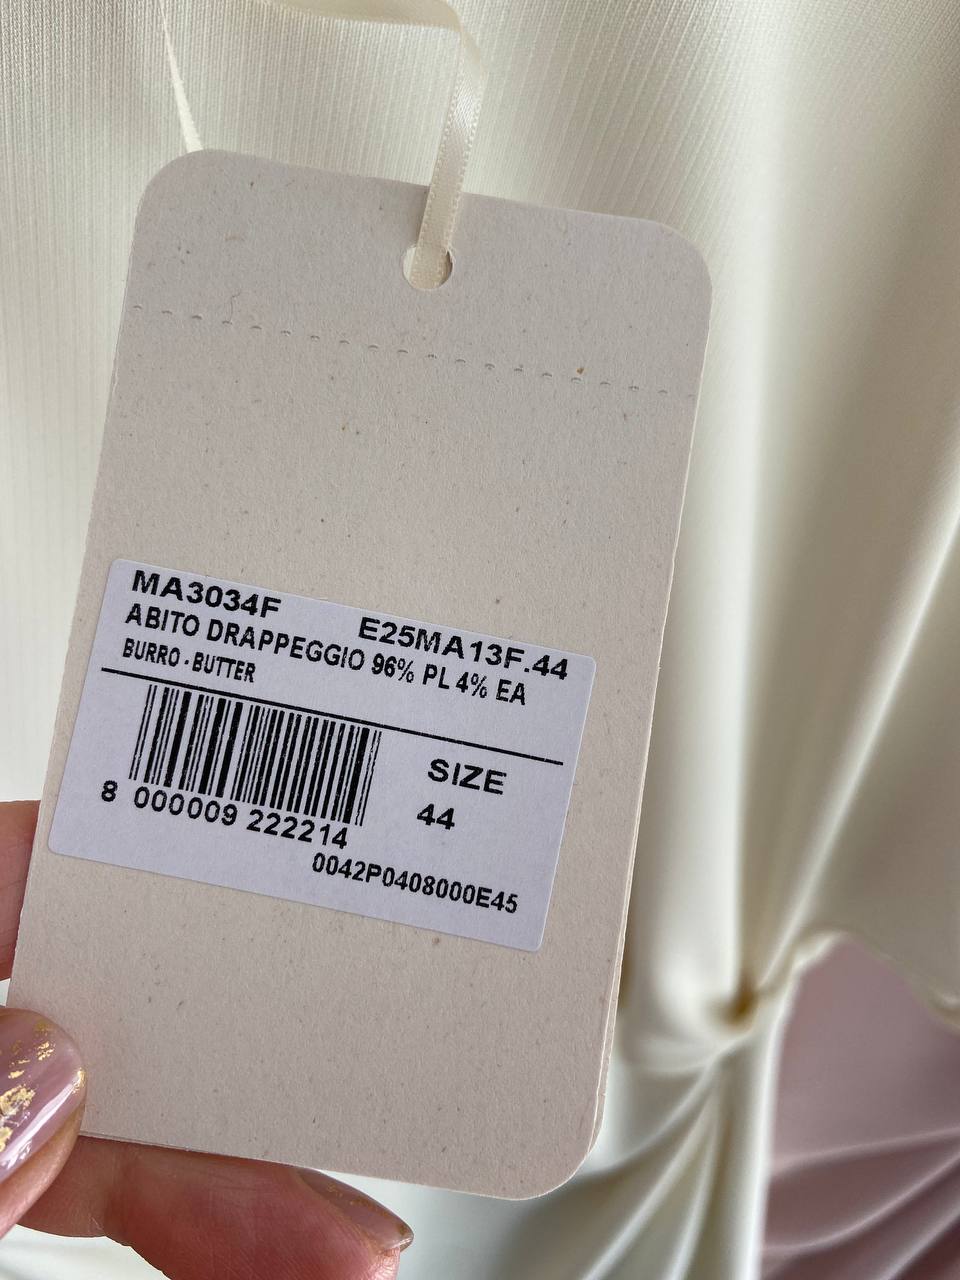 MA3034F E25MA13F.44
ABITO DRAPPEGGIO 96% PL 4% EA
BURRO - BUTTER
SIZE
44
8 000009 222214
0042P0408000E45